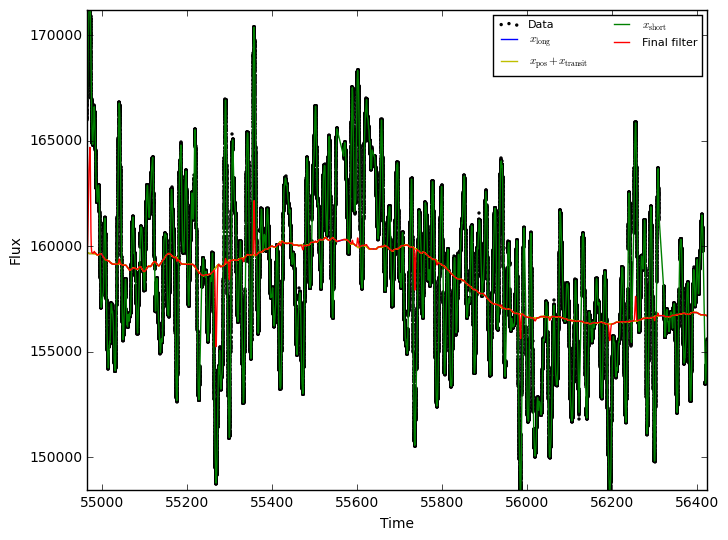 170000
165000
160000
155000
150000
Flux
55000 55200 55400 55600 55800 56000 56200 56400
Time
Data
x_long
x_pos + x_transit
x_short
Final filter